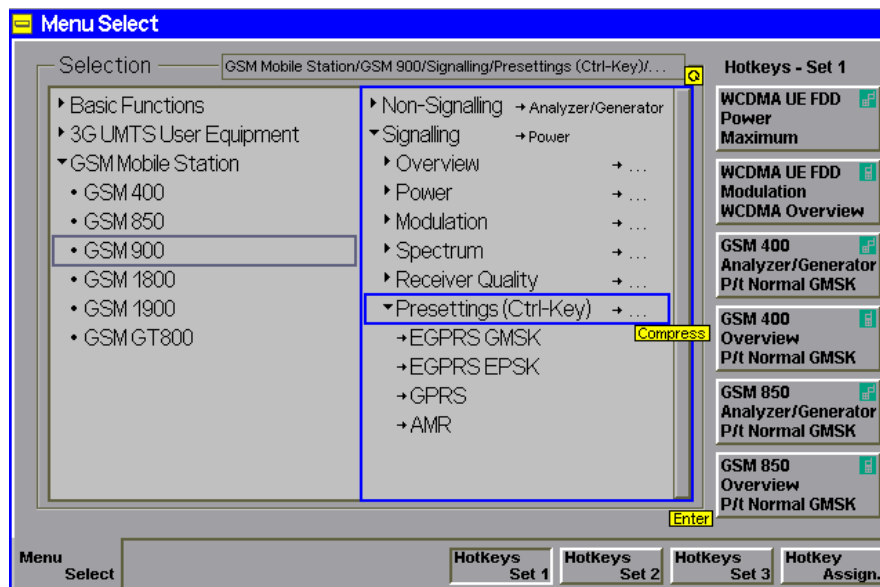 Menu Select
Selection
GSM Mobile Station/GSM 900/Signalling/Presettings (Ctrl-Key)/...
Basic Functions
3G UMTS User Equipment
GSM Mobile Station
• GSM 400
• GSM 850
• GSM 900
• GSM 1800
• GSM 1900
• GSM GT800
Non-Signalling → Analyzer/Generator
Signalling → Power
Overview → ...
Power → ...
Modulation → ...
Spectrum → ...
Receiver Quality → ...
Presettings (Ctrl-Key) → ...
Compress
→ EGPRS GMSK
→ EGPRS EPSK
→ GPRS
→ AMR
Enter
Hotkeys - Set 1
WCDMA UE FDD
Power
Maximum
WCDMA UE FDD
Modulation
WCDMA Overview
GSM 400
Analyzer/Generator
P/t Normal GMSK
GSM 400
Overview
P/t Normal GMSK
GSM 850
Analyzer/Generator
P/t Normal GMSK
GSM 850
Overview
P/t Normal GMSK
Menu
Select
Hotkeys
Set 1
Hotkeys
Set 2
Hotkeys
Set 3
HotKey
Assign.